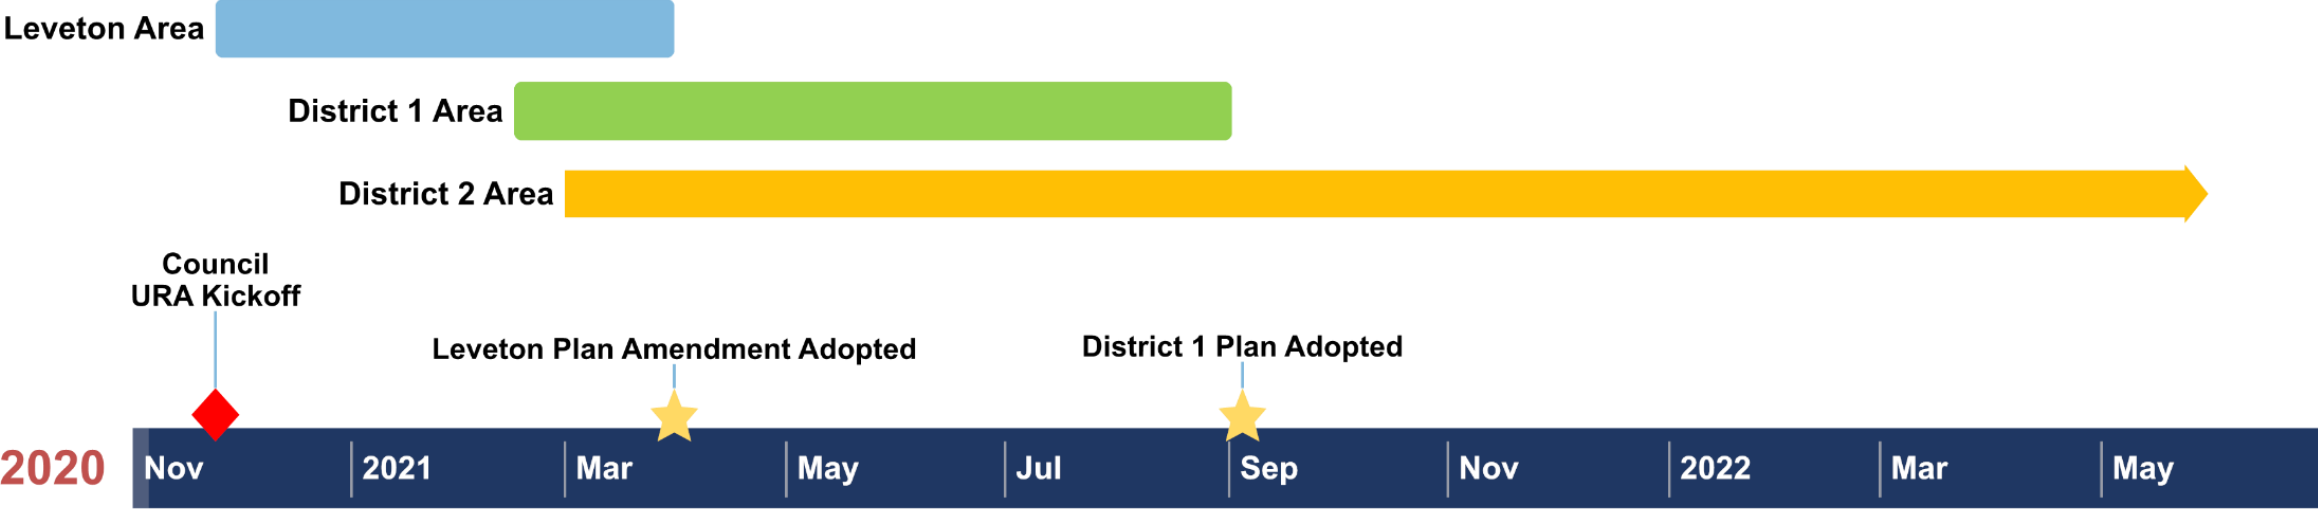 Leveton Area
District 1 Area
District 2 Area
Council
URA Kickoff
Leveton Plan Amendment Adopted
District 1 Plan Adopted
2020
Nov
2021
Mar
May
Jul
Sep
Nov
2022
Mar
May